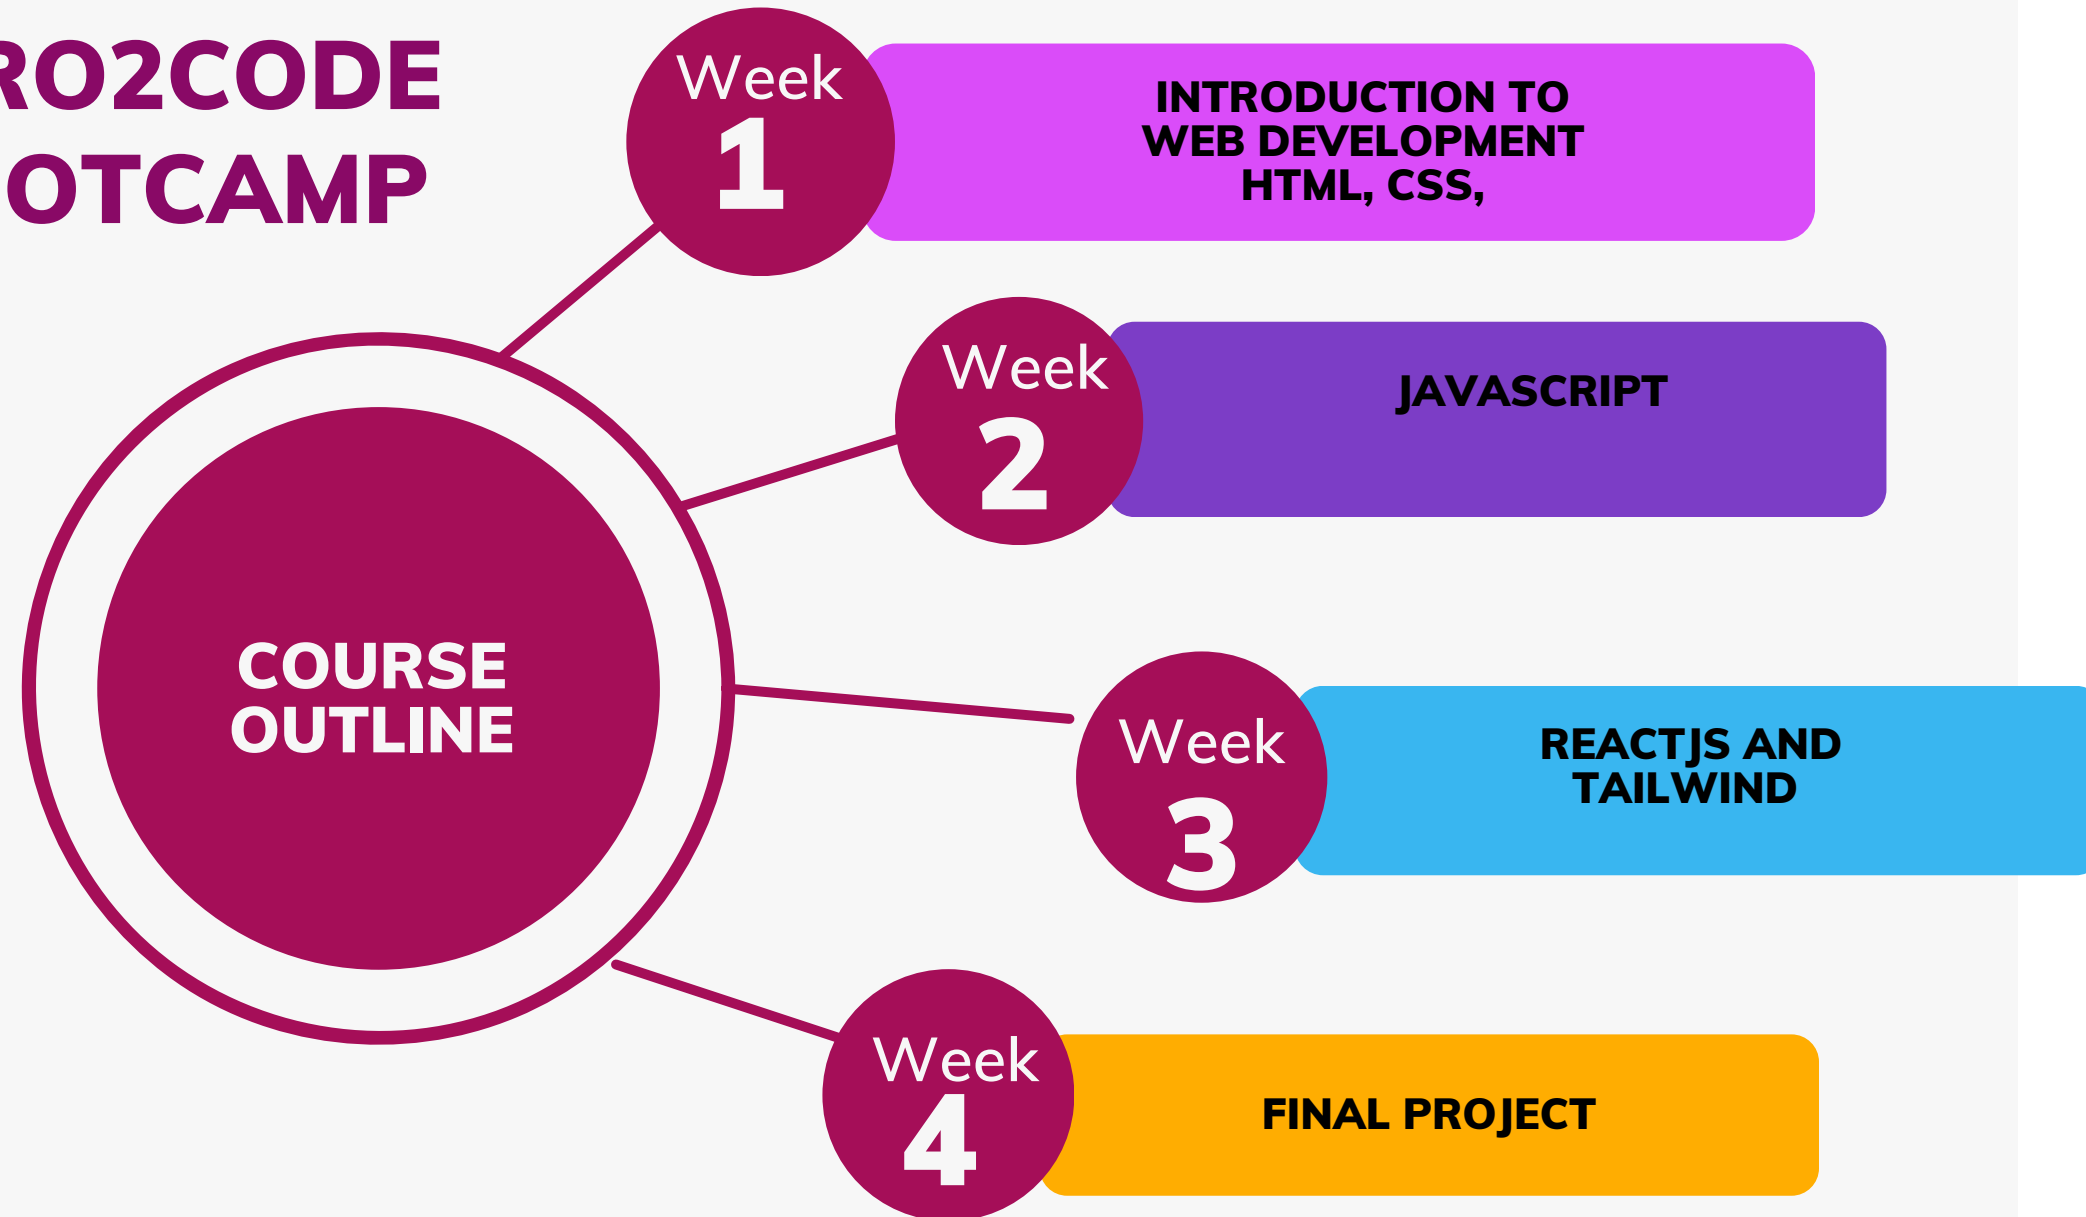 RO2CODE
OOTCAMP
Week
1
INTRODUCTION TO
WEB DEVELOPMENT
HTML, CSS,
Week
2
JAVASCRIPT
COURSE
OUTLINE
Week
3
REACTJS AND
TAILWIND
Week
4
FINAL PROJECT